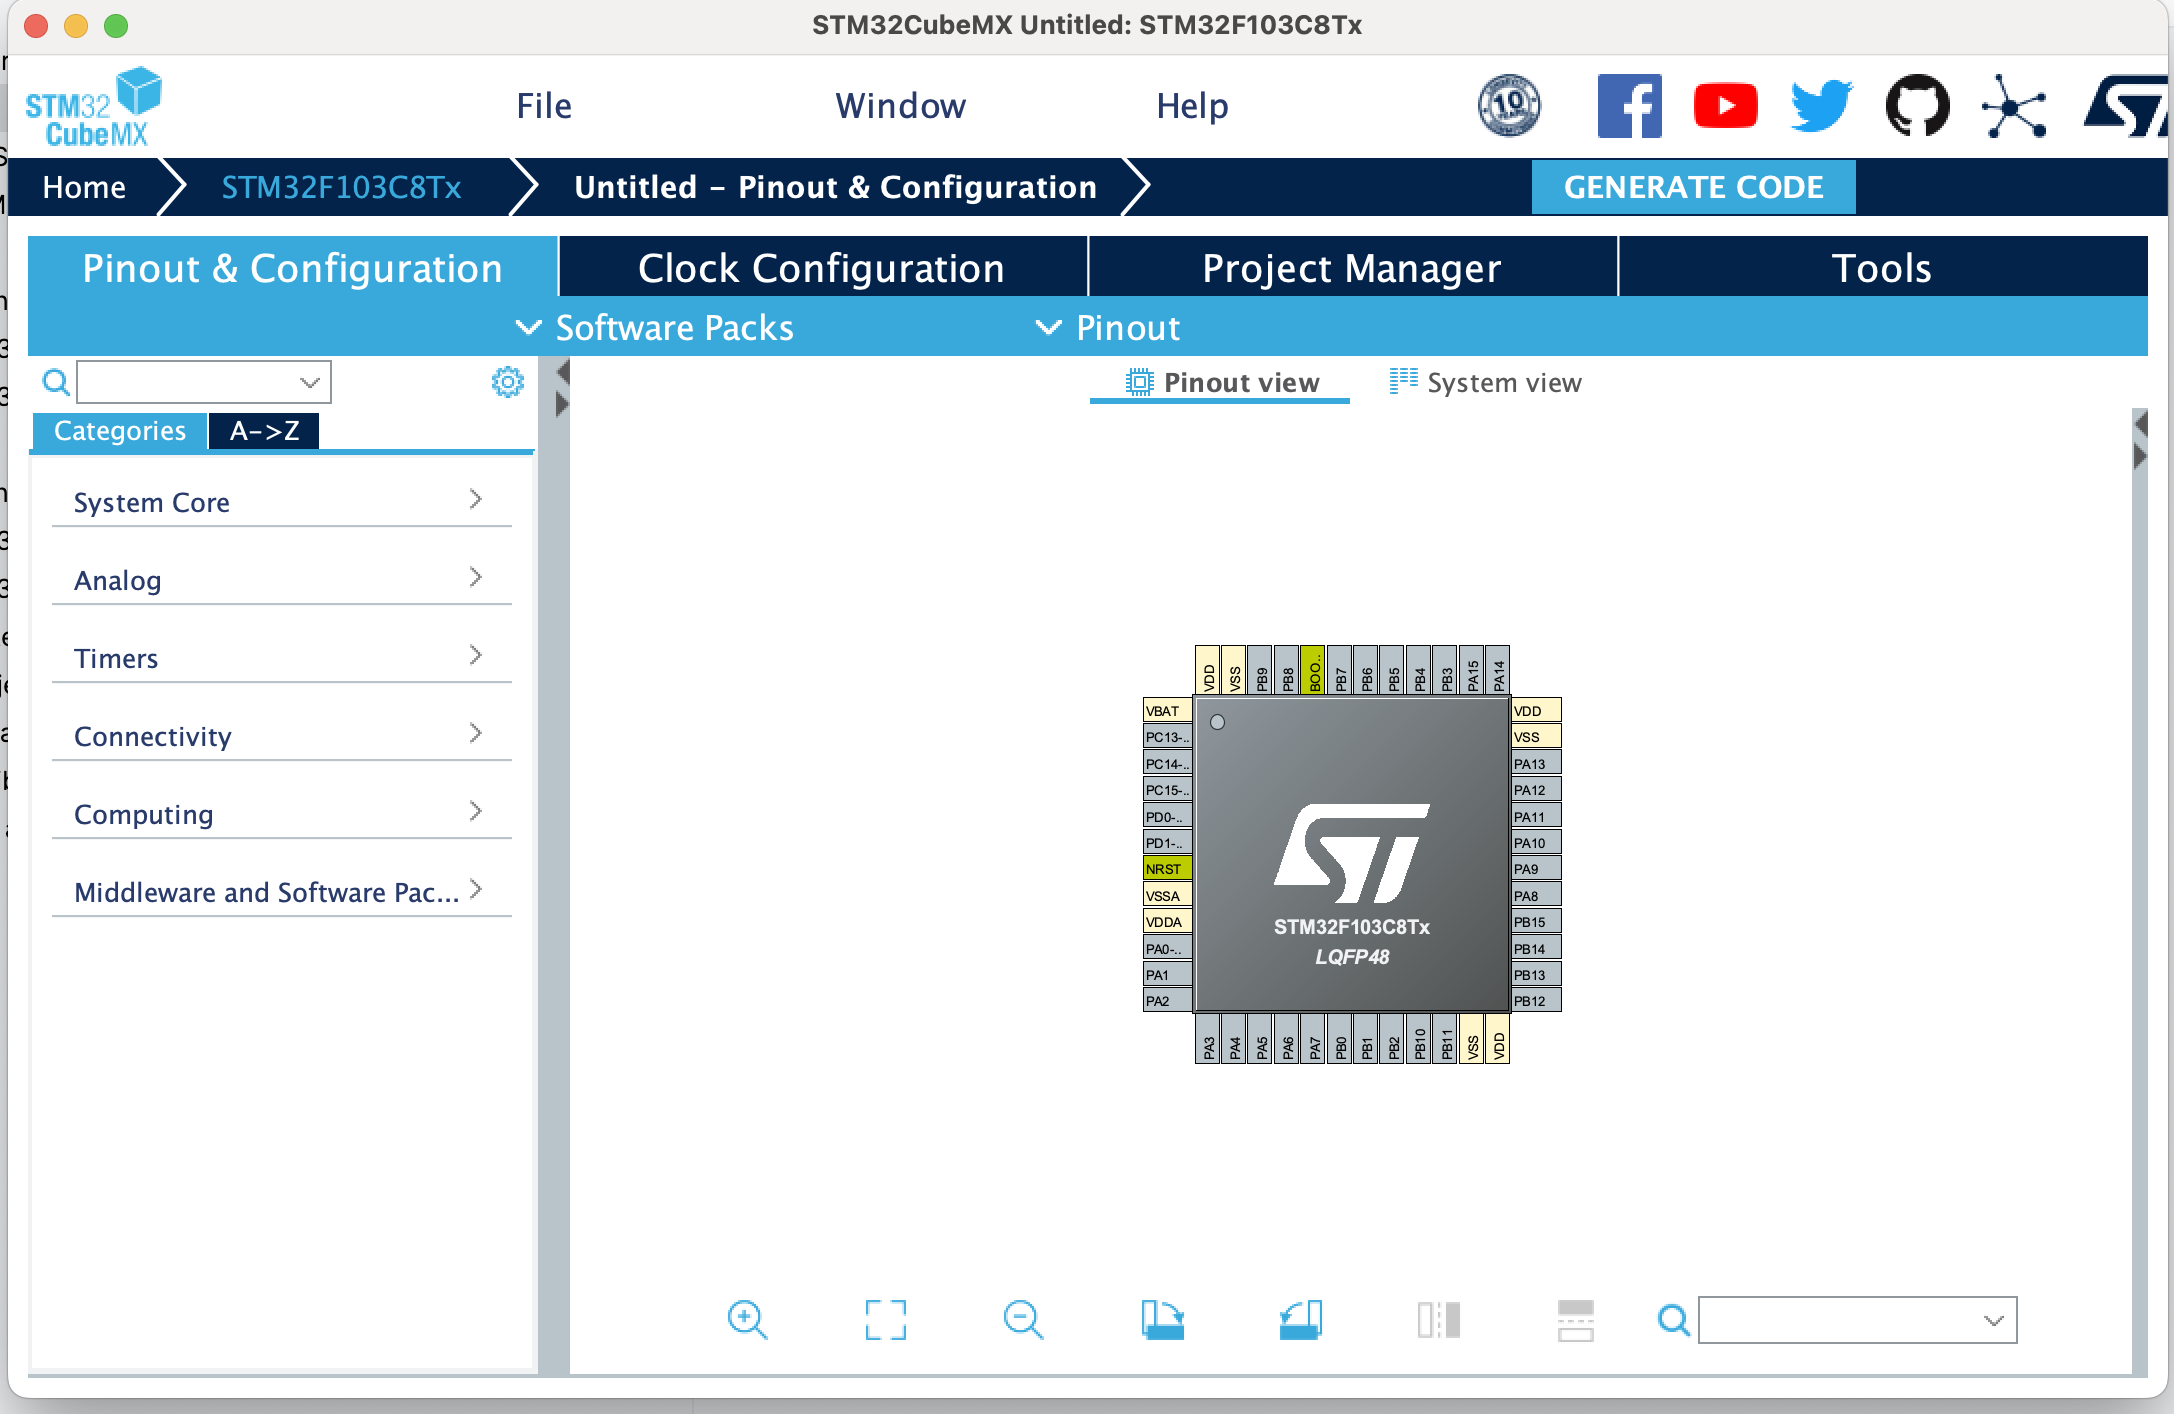 STM32CubeMX Untitled: STM32F103C8Tx
STM32
CubeMX
File
Window
Help
10
Home
STM32F103C8Tx
Untitled – Pinout & Configuration
GENERATE CODE
Pinout & Configuration
Clock Configuration
Project Manager
Tools
Software Packs
Pinout
Pinout view
System view
Categories
A->Z
System Core
Analog
Timers
Connectivity
Computing
Middleware and Software Pac...
VDD
VSS
PB9
PB8
BOO..
PB7
PB6
PB5
PB4
PB3
PA15
PA14
VBAT
PC13-..
PC14-..
PC15-..
PD0-..
PD1-..
NRST
VSSA
VDDA
PA0-..
PA1
PA2
VDD
VSS
PA13
PA12
PA11
PA10
PA9
PA8
PB15
PB14
PB13
PB12
ST
STM32F103C8Tx
LQFP48
PA3
PA4
PA5
PA6
PA7
PB0
PB1
PB2
PB10
PB11
VSS
VDD